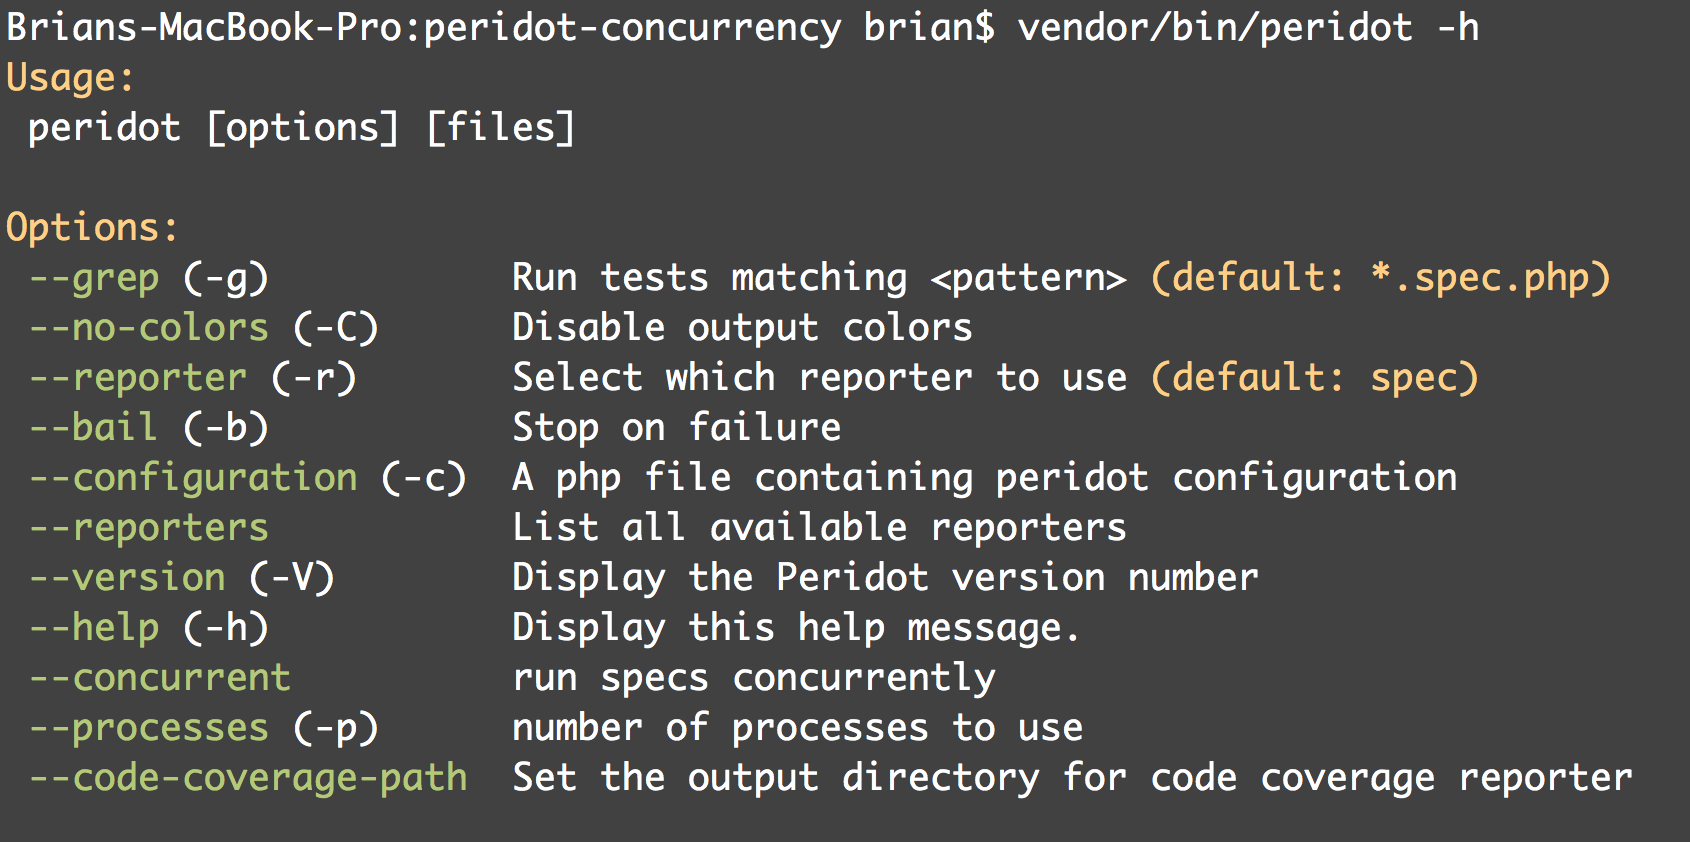 Brians-MacBook-Pro:peridot-concurrency brian$ vendor/bin/peridot -h
Usage:
peridot [options] [files]
Options:
--grep (-g) Run tests matching <pattern> (default: *.spec.php)
--no-colors (-C) Disable output colors
--reporter (-r) Select which reporter to use (default: spec)
--bail (-b) Stop on failure
--configuration (-c) A php file containing peridot configuration
--reporters List all available reporters
--version (-V) Display the Peridot version number
--help (-h) Display this help message.
--concurrent run specs concurrently
--processes (-p) number of processes to use
--code-coverage-path Set the output directory for code coverage reporter